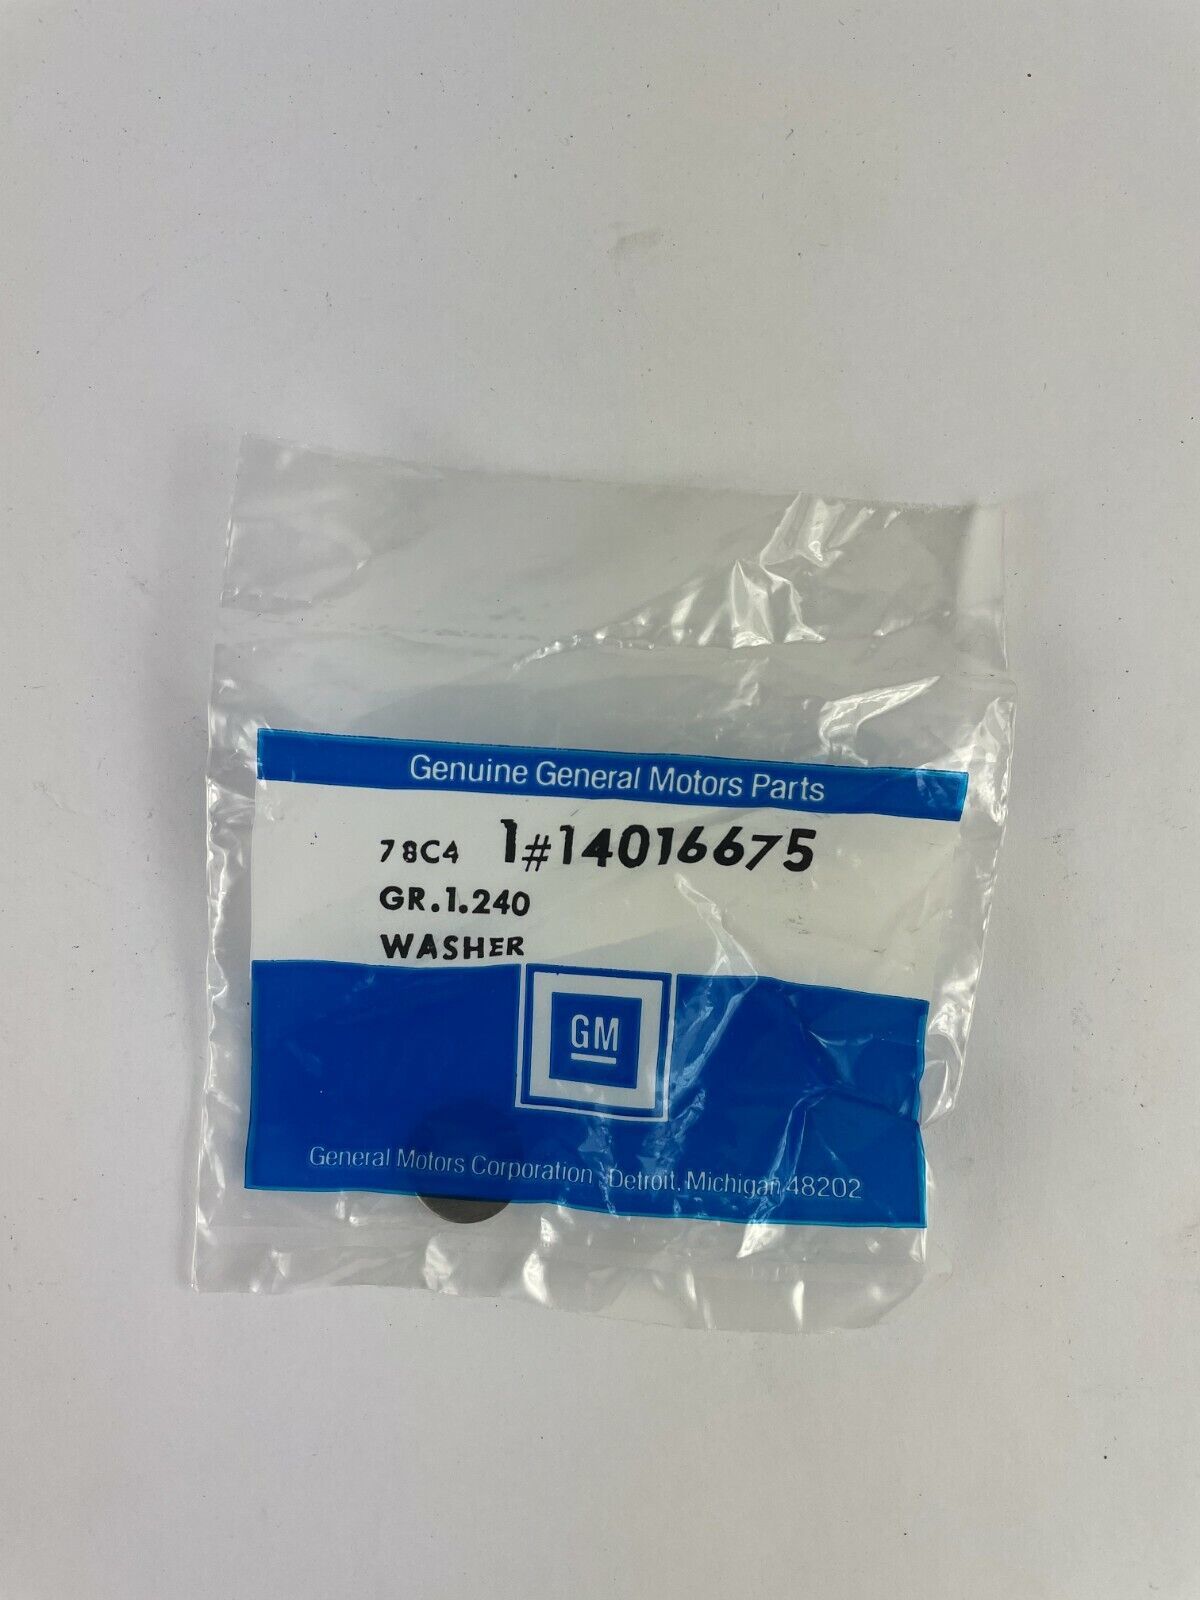 Genuine General Motors Parts
78C4 1#14016675
GR.1.240
WASHER
GM
General Motors Corporation Detroit, Michigan 48202